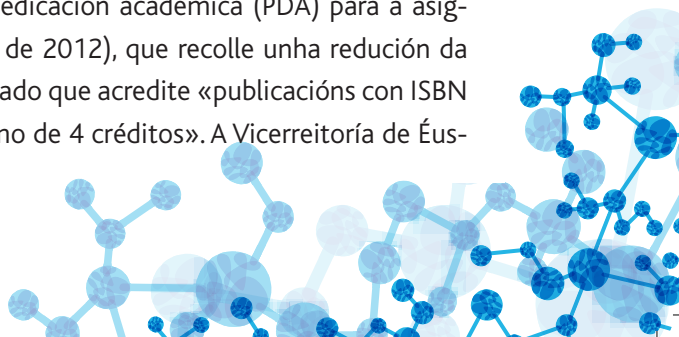 edicación académica (PDA) para a asig-
de 2012), que recolle unha redución da
ado que acredite «publicacións con ISBN
no de 4 créditos». A Vicerreitoría de Éus-